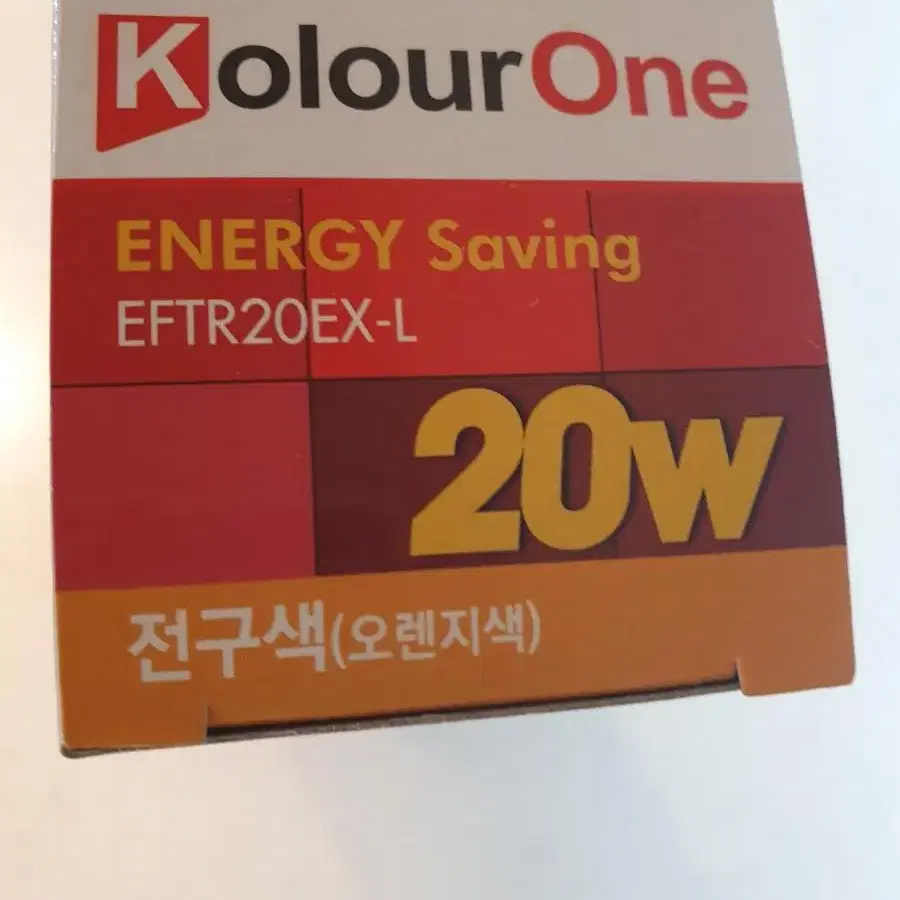 KolourOne
ENERGY Saving
EFTR20EX-L
20w
전구색(오렌지색)